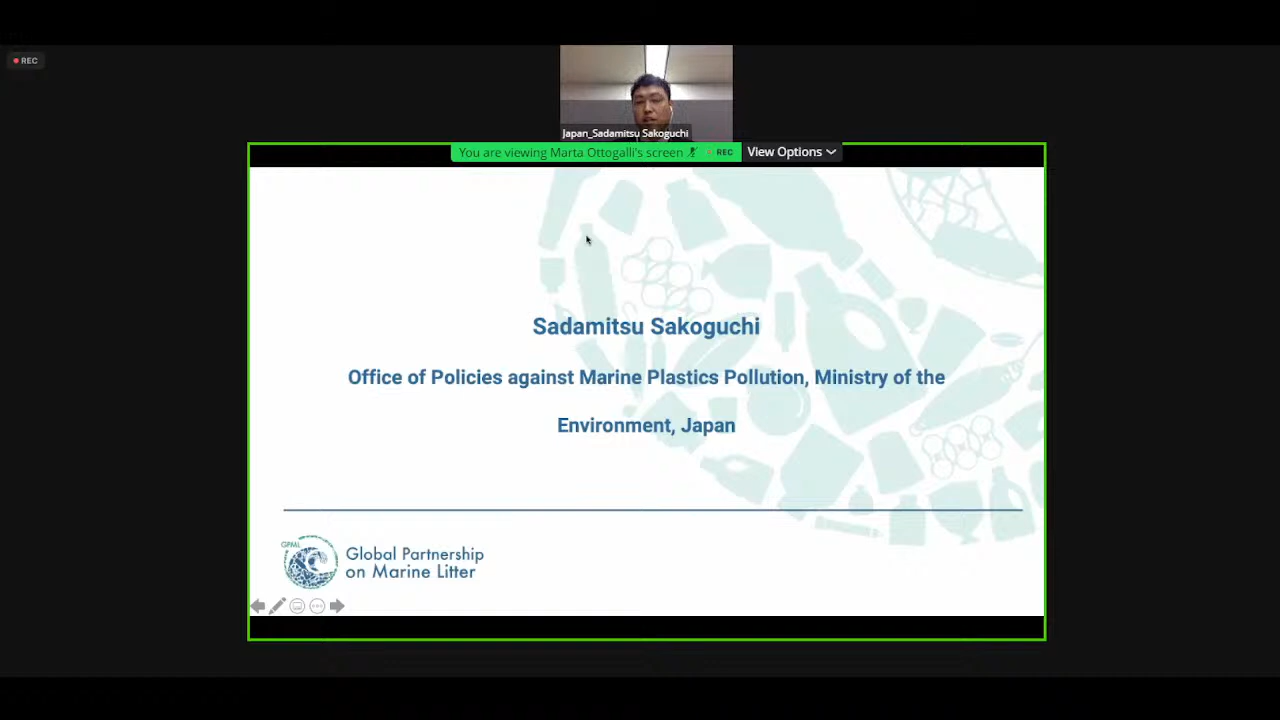 REC
Japan_Sadamitsu Sakoguchi
You are viewing Marta Ottogalli's screen REC View Options
Sadamitsu Sakoguchi
Office of Policies against Marine Plastics Pollution, Ministry of the
Environment, Japan
GPML
Global Partnership
on Marine Litter